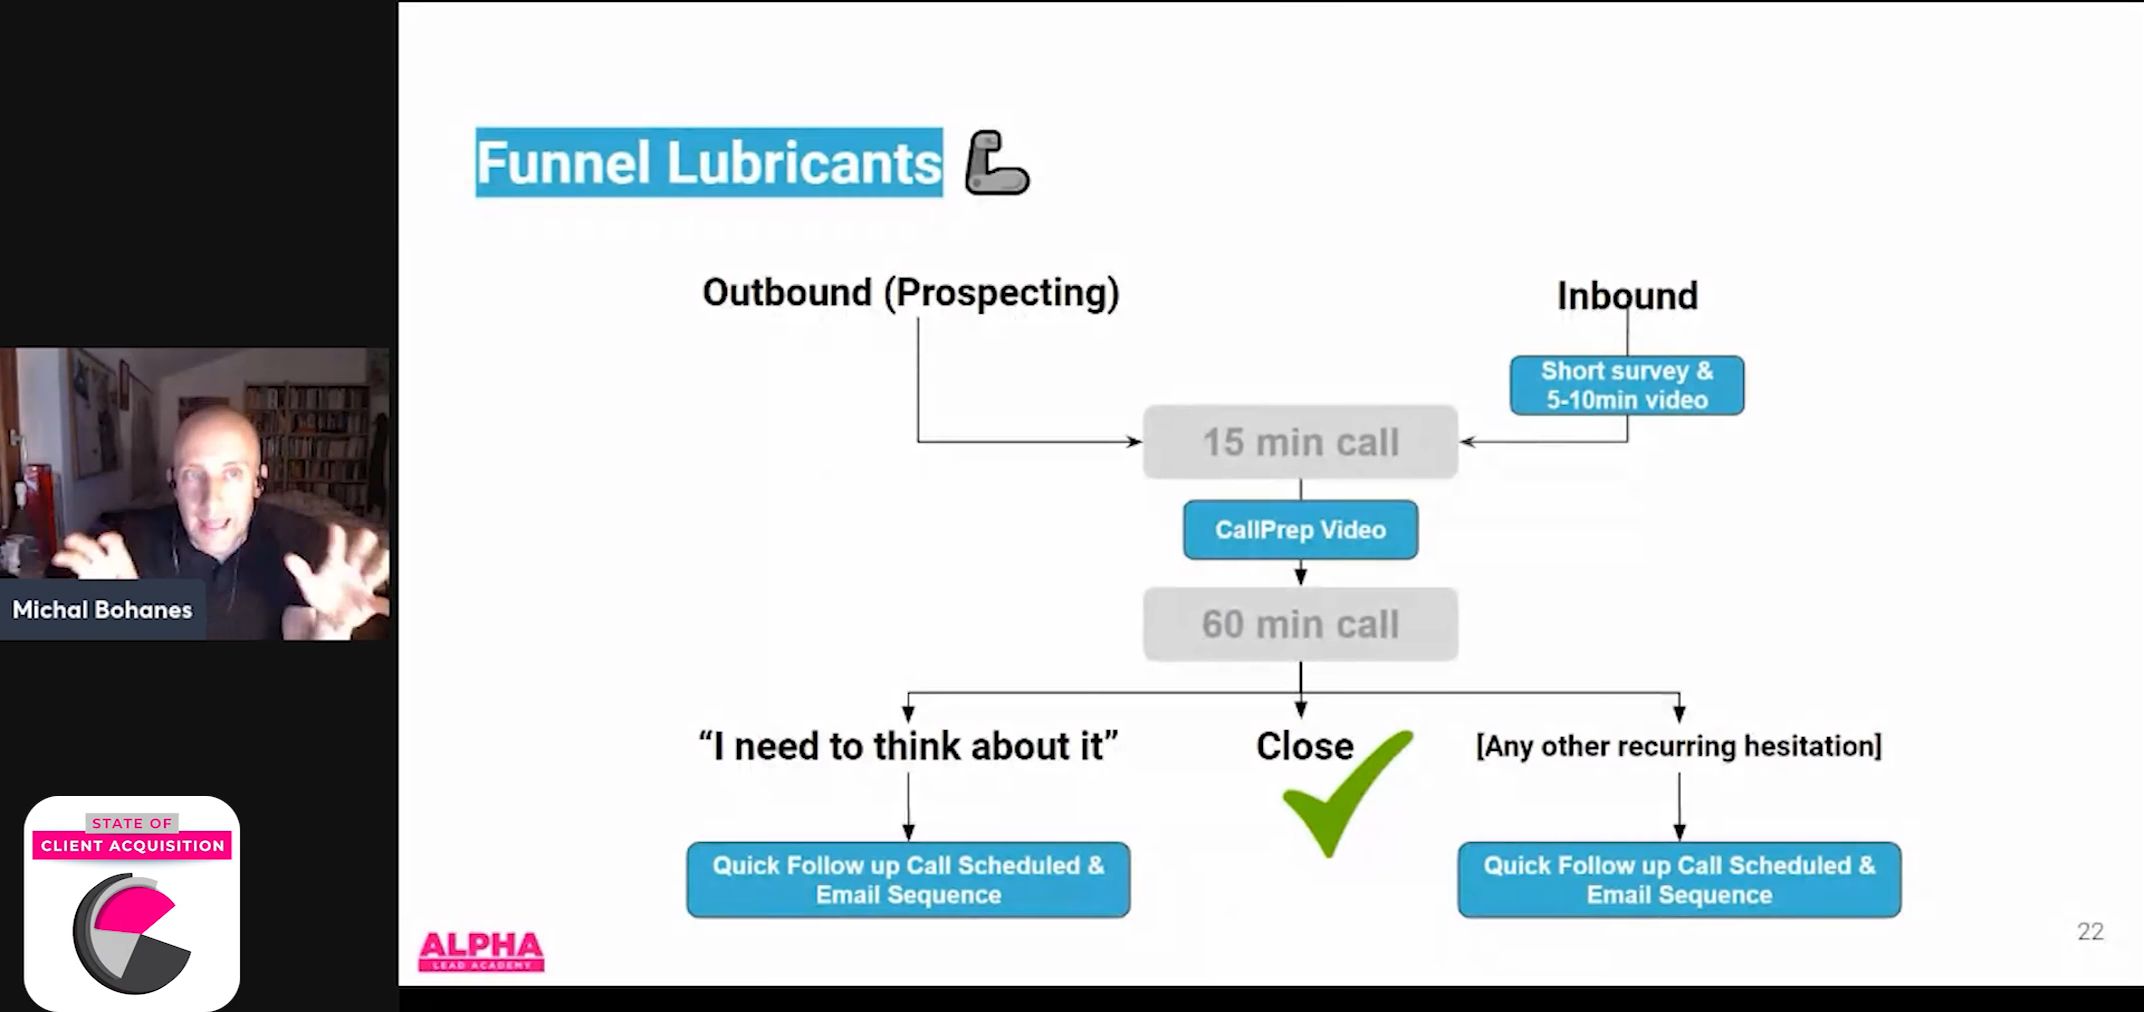 Funnel Lubricants
Outbound (Prospecting)
Inbound
Short survey &
5-10min video
15 min call
CallPrep Video
60 min call
“I need to think about it”
Close
[Any other recurring hesitation]
Quick Follow up Call Scheduled &
Email Sequence
Quick Follow up Call Scheduled &
Email Sequence
Michal Bohanes
STATE OF
CLIENT ACQUISITION
ALPHA
LEAD ACADEMY
22